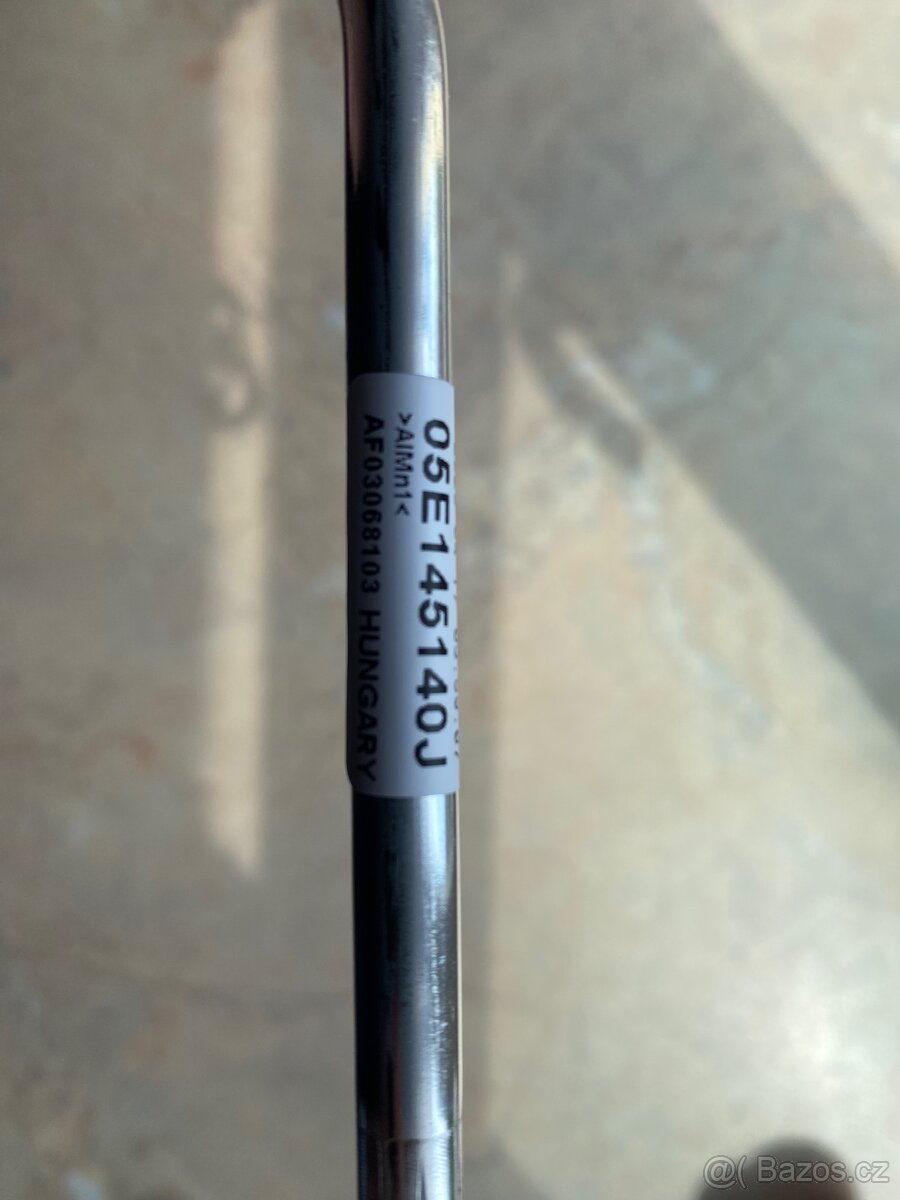 05E145140J
>AlMn1<
AF03068103 HUNGARY
@( Bazos.cz